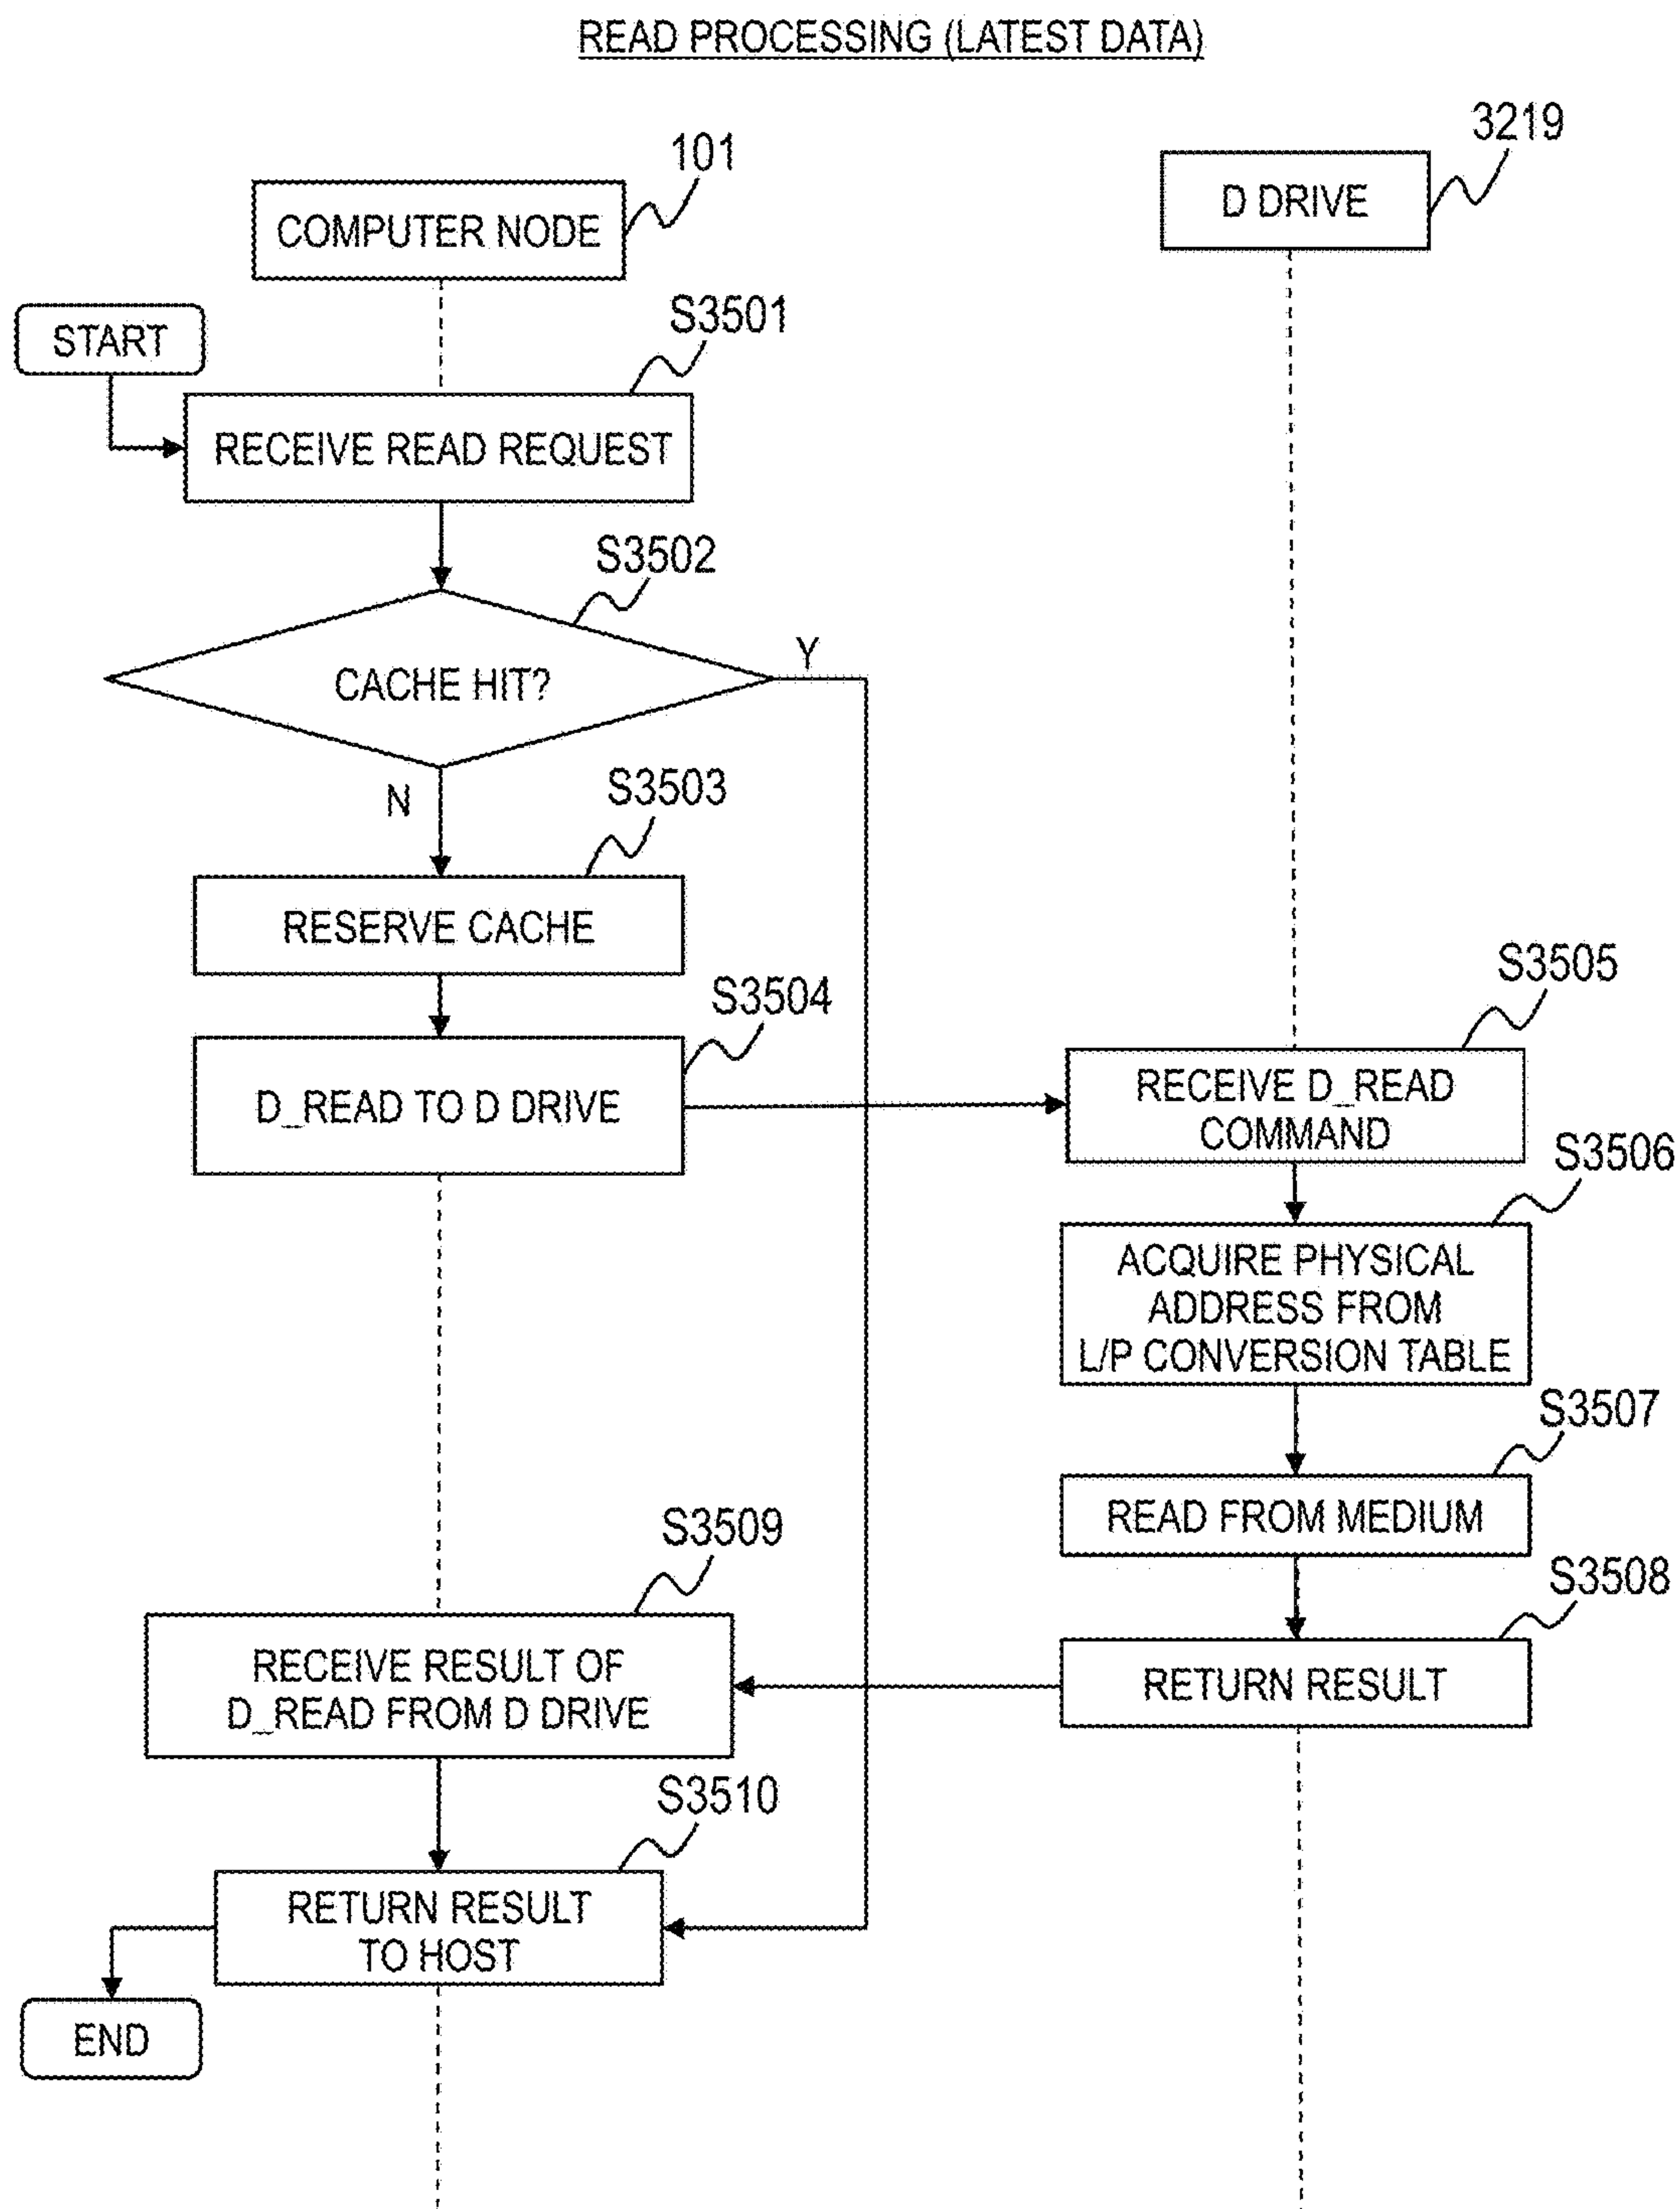 READ PROCESSING (LATEST DATA)
101
3219
COMPUTER NODE
D DRIVE
START
S3501
RECEIVE READ REQUEST
S3502
CACHE HIT?
Y
N
S3503
RESERVE CACHE
S3504
D_READ TO D DRIVE
S3505
RECEIVE D_READ
COMMAND
S3506
ACQUIRE PHYSICAL
ADDRESS FROM
L/P CONVERSION TABLE
S3507
READ FROM MEDIUM
S3508
RETURN RESULT
S3509
RECEIVE RESULT OF
D_READ FROM D DRIVE
S3510
RETURN RESULT
TO HOST
END